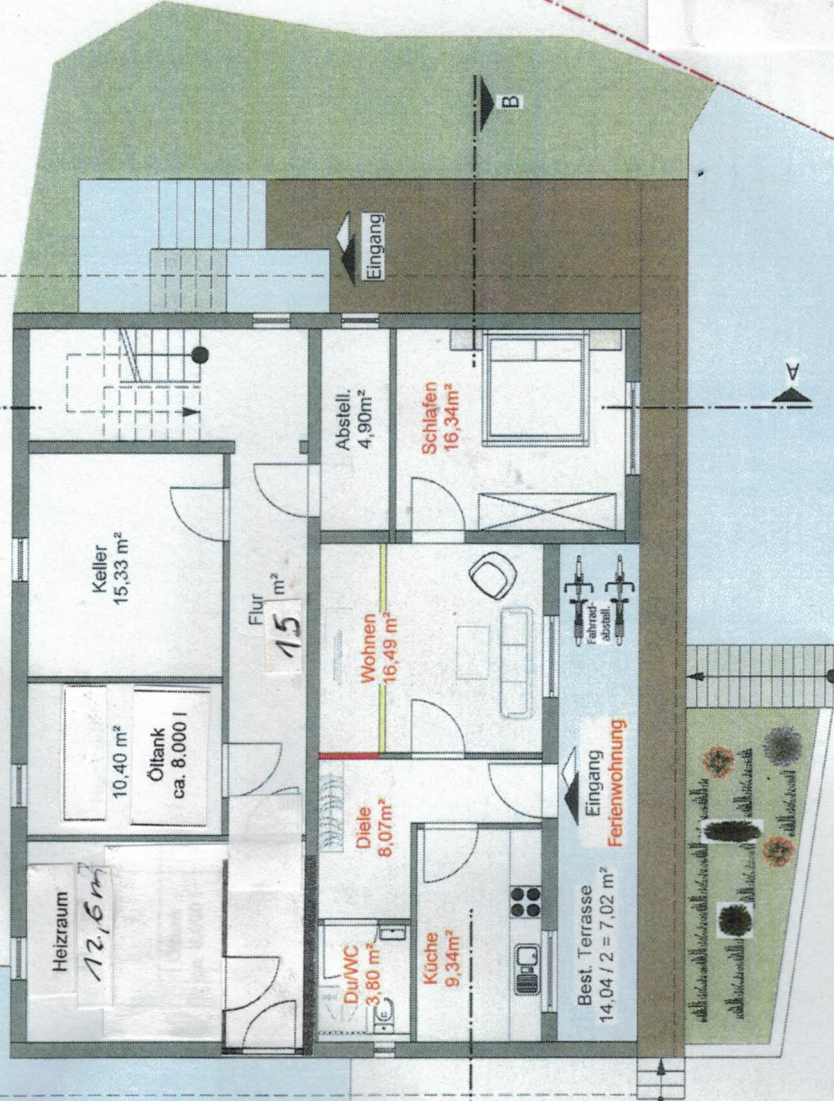 Heizraum
12,6 m²
10,40 m²
Öltank
ca. 8.000 l
Keller
15,33 m²
Flur
15 m²
Eingang
B
Abstell.
4,90m²
Schlafen
16,34m²
A
Wohnen
16,49 m²
Diele
8,07m²
Du/WC
3,80 m²
Küche
9,34m²
Best. Terrasse
14,04 / 2 = 7,02 m²
Eingang
Ferienwohnung
Fahrrad-
abstell.